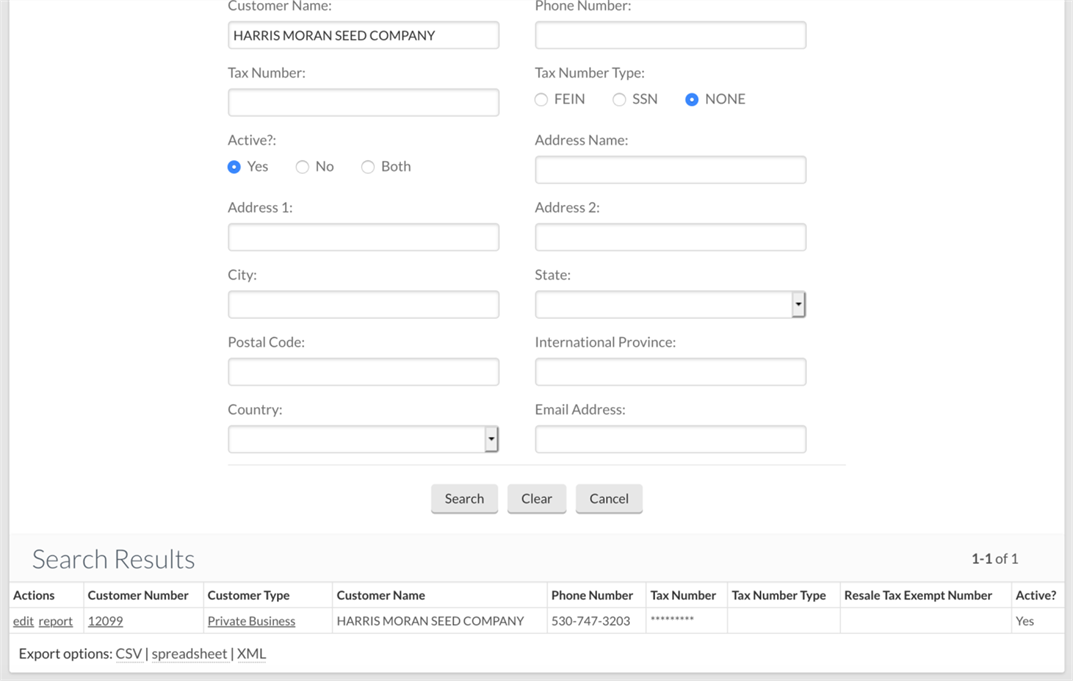 Customer Name: Phone Number:
HARRIS MORAN SEED COMPANY
Tax Number: Tax Number Type:
FEIN SSN NONE
Active?: Address Name:
Yes No Both
Address 1: Address 2:
City: State:
Postal Code: International Province:
Country: Email Address:
Search Clear Cancel
Search Results 1-1 of 1
Actions Customer Number Customer Type Customer Name Phone Number Tax Number Tax Number Type Resale Tax Exempt Number Active?
edit report 12099 Private Business HARRIS MORAN SEED COMPANY 530-747-3203 ********* Yes
Export options: CSV | spreadsheet | XML